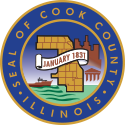 SEAL OF COOK COUNTY
JANUARY 1831
ILLINOIS